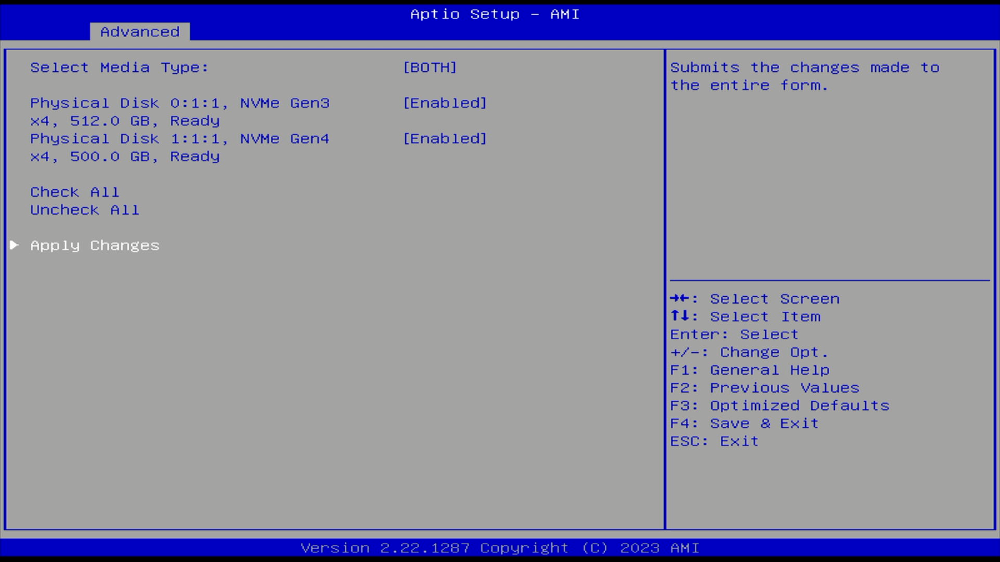 Aptio Setup – AMI
Advanced
Select Media Type: [BOTH]
Physical Disk 0:1:1, NVMe Gen3 [Enabled]
x4, 512.0 GB, Ready
Physical Disk 1:1:1, NVMe Gen4 [Enabled]
x4, 500.0 GB, Ready
Check All
Uncheck All
▶ Apply Changes
Submits the changes made to
the entire form.
→←: Select Screen
↑↓: Select Item
Enter: Select
+/-: Change Opt.
F1: General Help
F2: Previous Values
F3: Optimized Defaults
F4: Save & Exit
ESC: Exit
Version 2.22.1287 Copyright (C) 2023 AMI